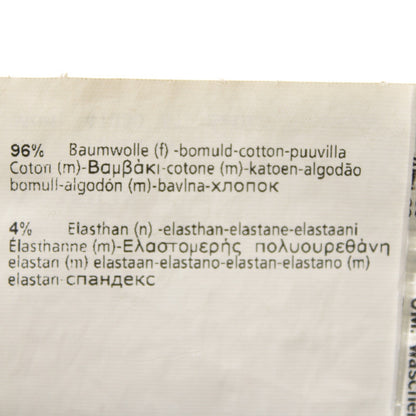 96% Baumwolle (f) -bomuld-cotton-puuvilla
Coton (m)-Βαμβάκι-cotone (m)-katoen-algodão
bomull-algodón (m)-bavlna-хлопок
4% Elasthan (n) -elasthan-elastane-elastaani
Élasthanne (m)-Ελαστομερής πολυουρεθάνη
elastan (m) elastaan-elastano-elastan-elastano (m)
elastan-спандекс